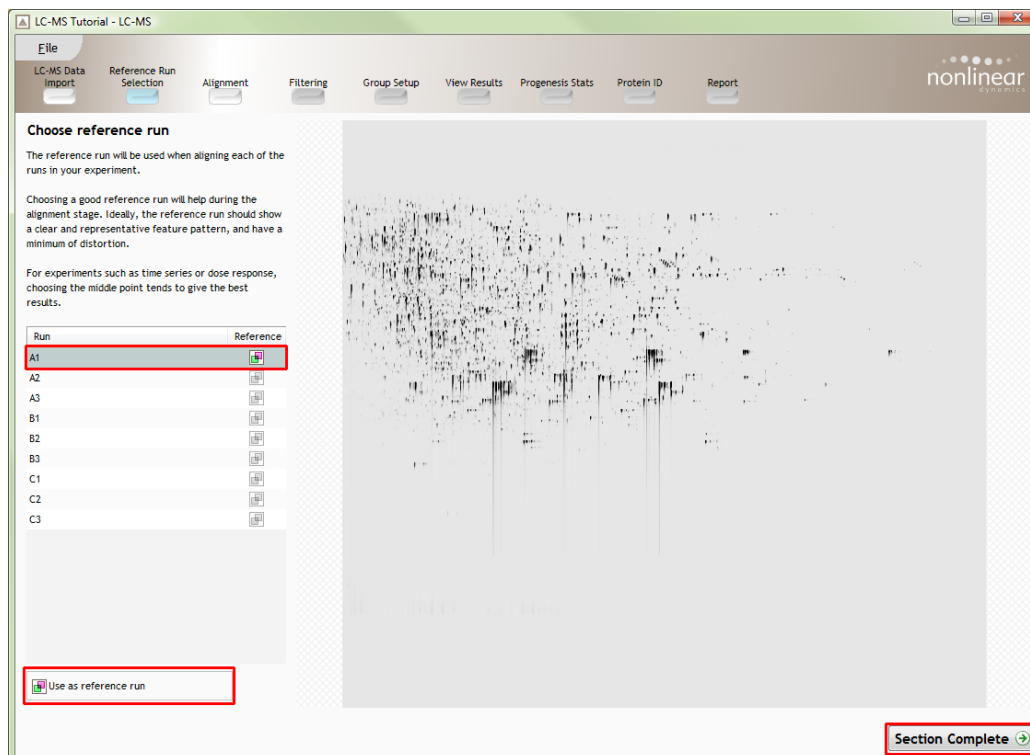 LC-MS Tutorial - LC-MS
File
LC-MS Data
Import
Reference Run
Selection
Alignment
Filtering
Group Setup
View Results
Progenesis Stats
Protein ID
Report
nonlinear
dynamics
Choose reference run
The reference run will be used when aligning each of the
runs in your experiment.
Choosing a good reference run will help during the
alignment stage. Ideally, the reference run should show
a clear and representative feature pattern, and have a
minimum of distortion.
For experiments such as time series or dose response,
choosing the middle point tends to give the best
results.
Run Reference
A1
A2
A3
B1
B2
B3
C1
C2
C3
Use as reference run
Section Complete